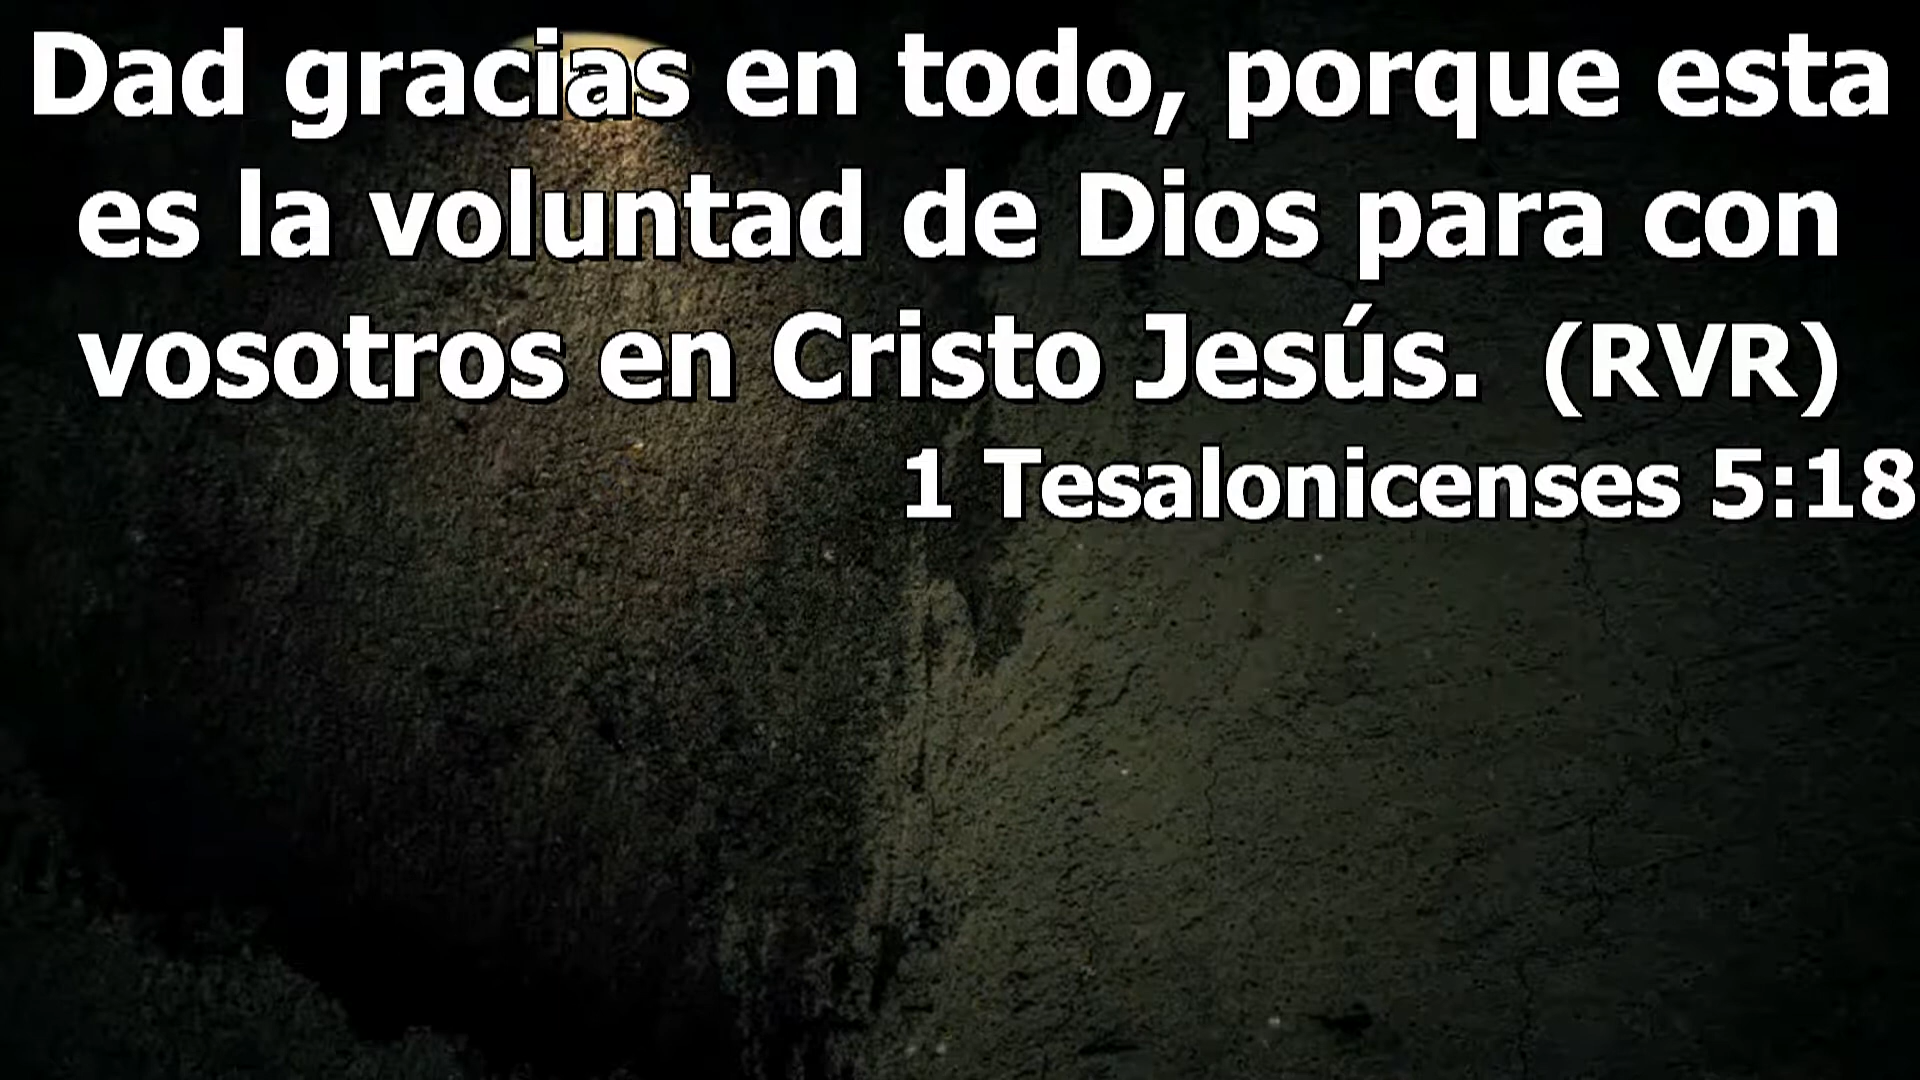 Dad gracias en todo, porque esta
es la voluntad de Dios para con
vosotros en Cristo Jesús. (RVR)
1 Tesalonicenses 5:18